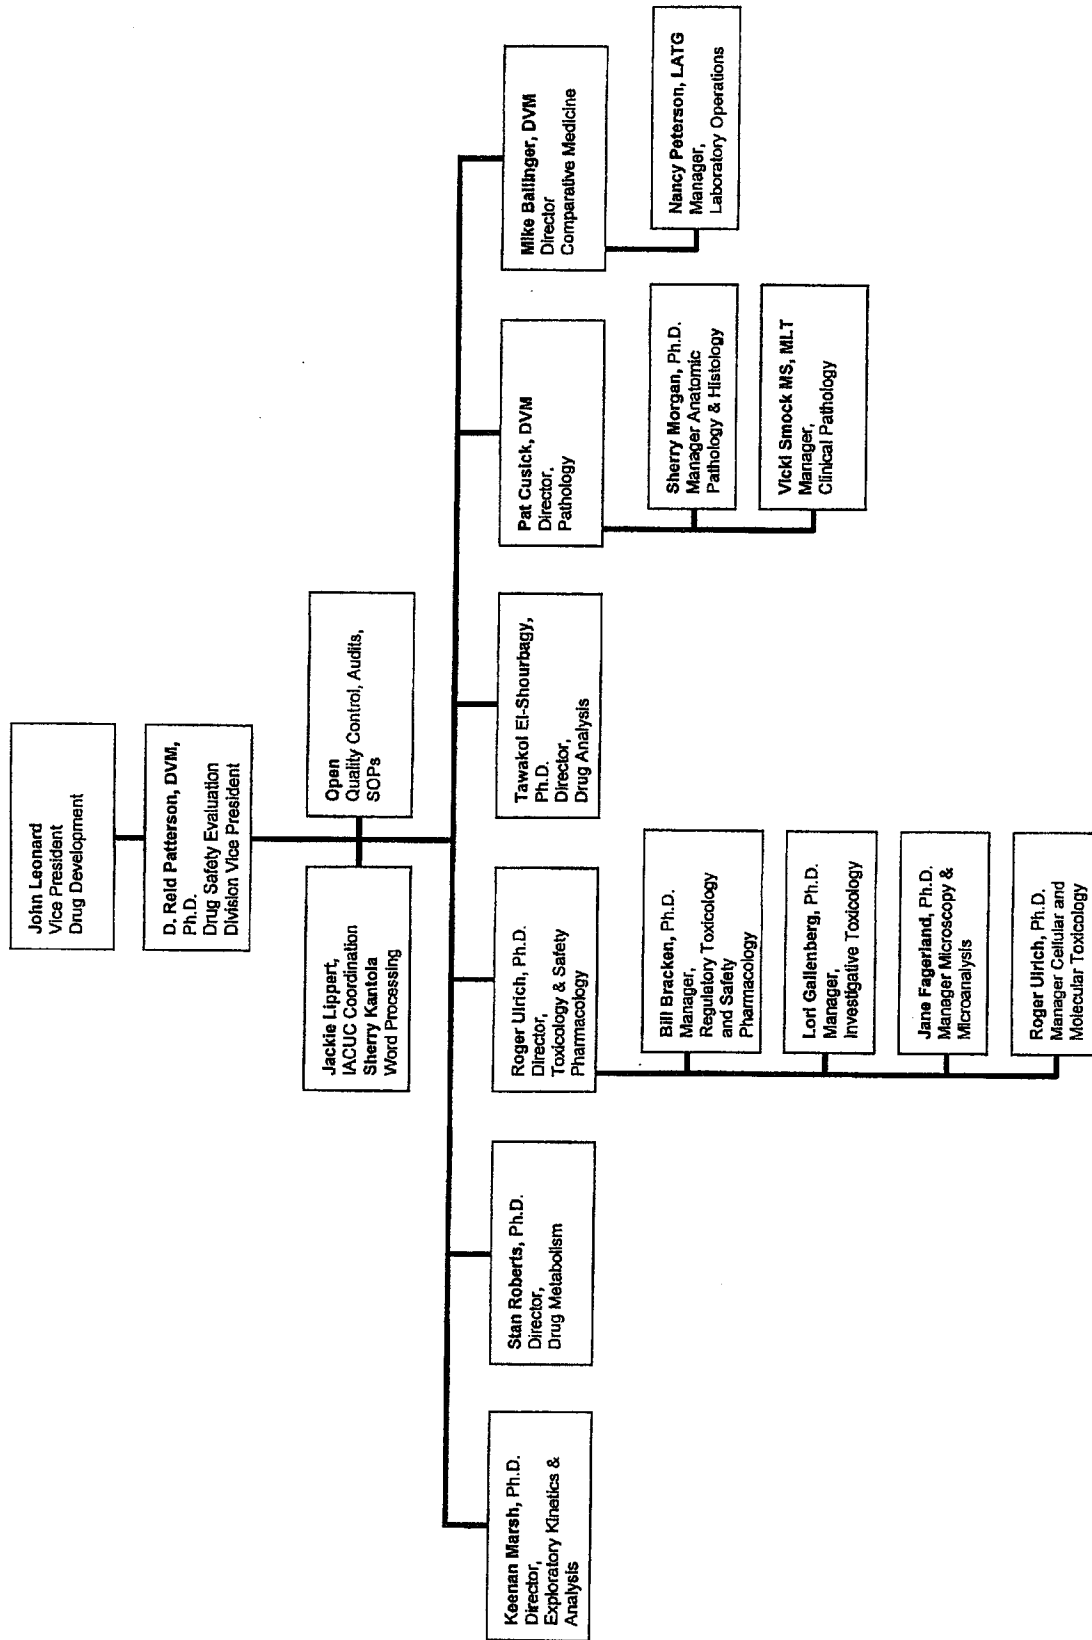 John Leonard
Vice President
Drug Development
D. Reid Patterson, DVM,
Ph.D.
Drug Safety Evaluation
Division Vice President
Jackie Lippert,
IACUC Coordination
Sherry Kantola
Word Processing
Open
Quality Control, Audits,
SOPs
Keenan Marsh, Ph.D.
Director,
Exploratory Kinetics &
Analysis
Stan Roberts, Ph.D.
Director,
Drug Metabolism
Roger Ulrich, Ph.D.
Director,
Toxicology & Safety
Pharmacology
Bill Bracken, Ph.D.
Manager,
Regulatory Toxicology
and Safety
Pharmacology
Lori Gallenberg, Ph.D.
Manager,
Investigative Toxicology
Jane Fagerland, Ph.D.
Manager Microscopy &
Microanalysis
Roger Ulrich, Ph.D.
Manager Cellular and
Molecular Toxicology
Tawakol El-Shourbagy,
Ph.D.
Director,
Drug Analysis
Pat Cusick, DVM
Director,
Pathology
Sherry Morgan, Ph.D.
Manager Anatomic
Pathology & Histology
Vicki Smock MS, MLT
Manager,
Clinical Pathology
Mike Ballinger, DVM
Director
Comparative Medicine
Nancy Peterson, LATG
Manager,
Laboratory Operations